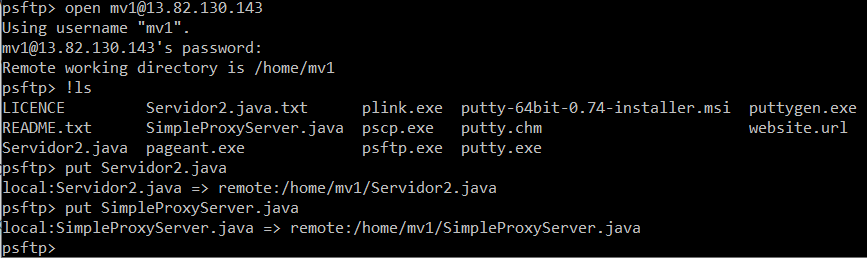 psftp> open mv1@13.82.130.143
Using username "mv1".
mv1@13.82.130.143's password:
Remote working directory is /home/mv1
psftp> !ls
LICENCE Servidor2.java.txt plink.exe putty-64bit-0.74-installer.msi puttygen.exe
README.txt SimpleProxyServer.java pscp.exe putty.chm website.url
Servidor2.java pageant.exe psftp.exe putty.exe
psftp> put Servidor2.java
local:Servidor2.java => remote:/home/mv1/Servidor2.java
psftp> put SimpleProxyServer.java
local:SimpleProxyServer.java => remote:/home/mv1/SimpleProxyServer.java
psftp>